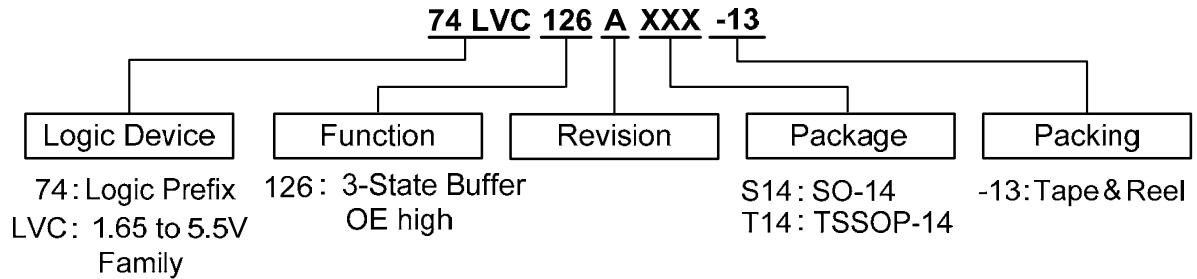 74 LVC 126 A XXX -13
Logic Device
Function
Revision
Package
Packing
74: Logic Prefix
LVC: 1.65 to 5.5V
Family
126: 3-State Buffer
OE high
S14: SO-14
T14: TSSOP-14
-13: Tape & Reel